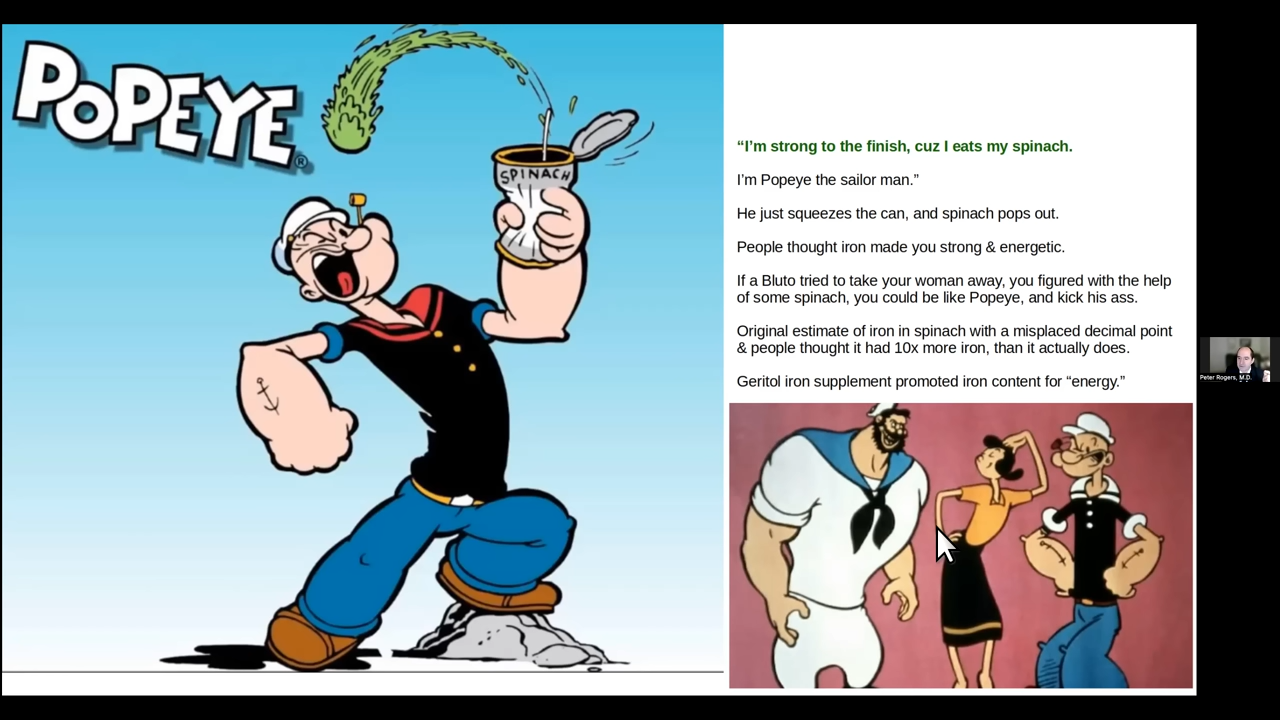 POPEYE®
SPINACH
“I’m strong to the finish, cuz I eats my spinach.
I’m Popeye the sailor man.”
He just squeezes the can, and spinach pops out.
People thought iron made you strong & energetic.
If a Bluto tried to take your woman away, you figured with the help
of some spinach, you could be like Popeye, and kick his ass.
Original estimate of iron in spinach with a misplaced decimal point
& people thought it had 10x more iron, than it actually does.
Geritol iron supplement promoted iron content for “energy.”
Peter Rogers, M.D.